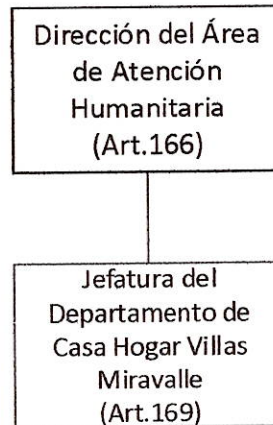 Dirección del Área
de Atención
Humanitaria
(Art.166)
Jefatura del
Departamento de
Casa Hogar Villas
Miravalle
(Art.169)